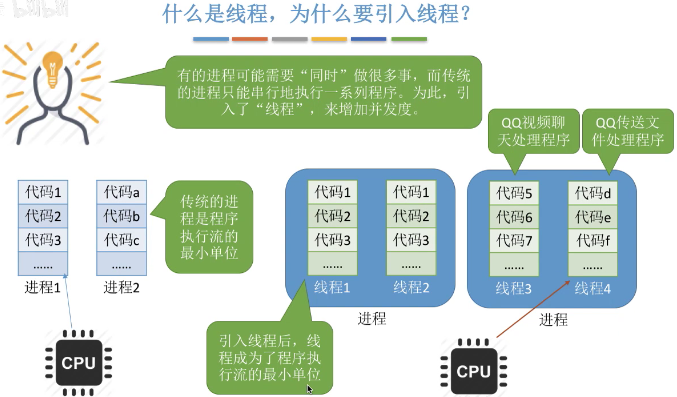 bilibili
什么是线程，为什么要引入线程？
有的进程可能需要“同时”做很多事，而传统
的进程只能串行地执行一系列程序。为此，引
入了“线程”，来增加并发度。
QQ视频聊
天处理程序
QQ传送文
件处理程序
代码1
代码2
代码3
……
进程1
代码a
代码b
代码c
……
进程2
传统的进
程是程序
执行流的
最小单位
代码1
代码2
代码3
……
线程1
代码1
代码2
代码3
……
线程2
进程
代码5
代码6
代码7
……
线程3
代码d
代码e
代码f
……
线程4
进程
引入线程后，线
程成为了程序执
行流的最小单位
CPU
CPU